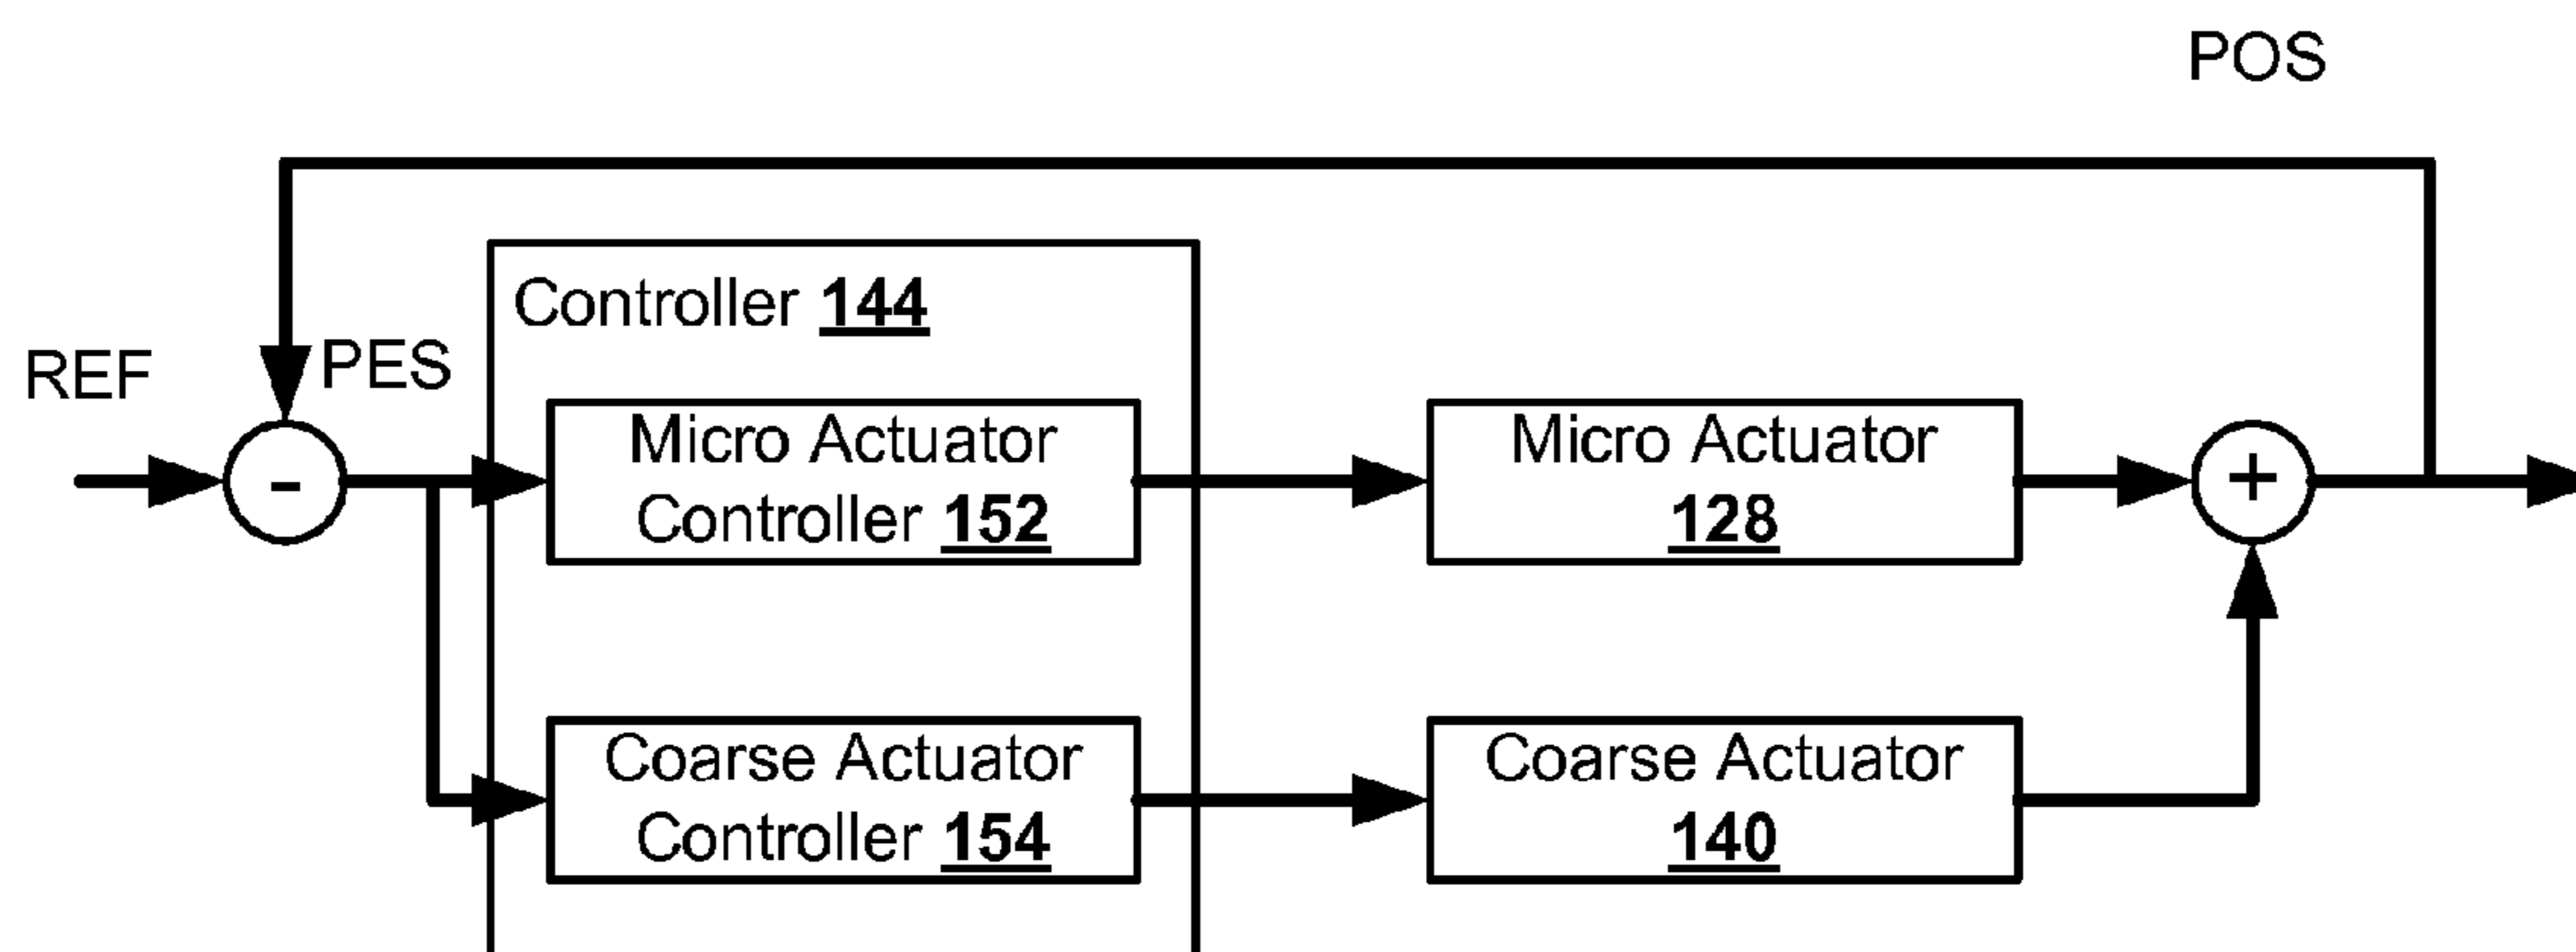 POS
REF
PES
-
Controller 144
Micro Actuator
Controller 152
Micro Actuator
128
+
Coarse Actuator
Controller 154
Coarse Actuator
140